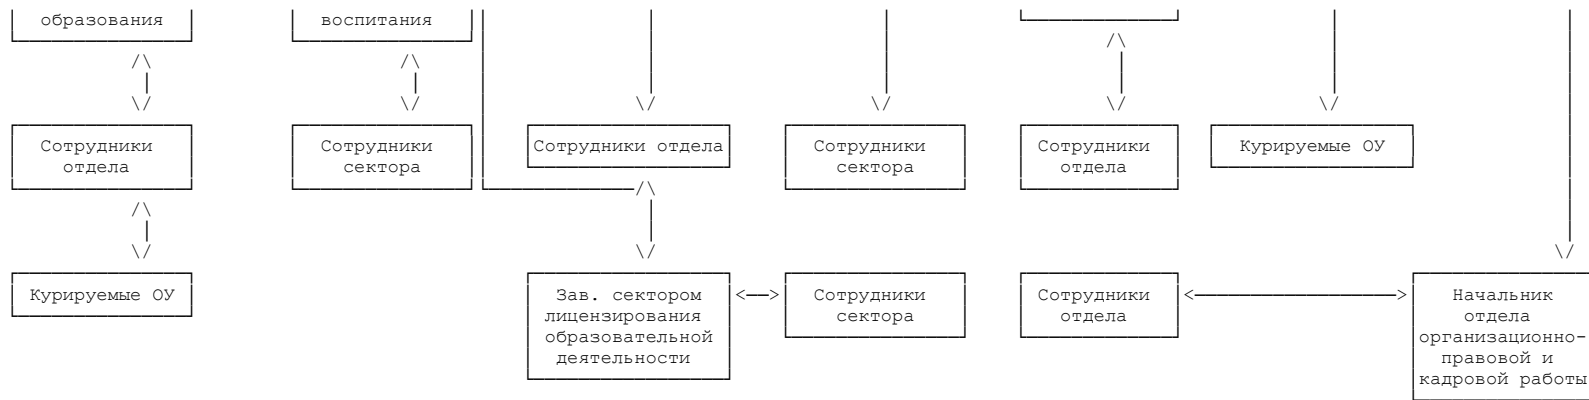 образования
воспитания
Сотрудники
отдела
Сотрудники
сектора
Сотрудники отдела
Сотрудники
сектора
Сотрудники
отдела
Курируемые ОУ
Курируемые ОУ
Зав. сектором
лицензирования
образовательной
деятельности
Сотрудники
сектора
Сотрудники
отдела
Начальник
отдела
организационно-
правовой и
кадровой работы